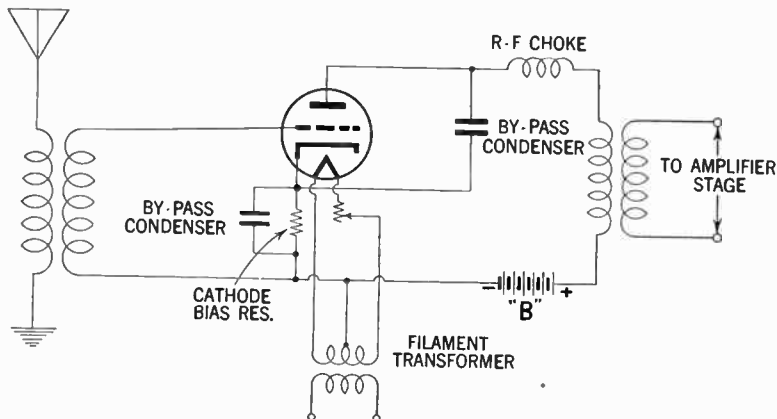 R-F CHOKE
BY-PASS
CONDENSER
TO AMPLIFIER
STAGE
BY-PASS
CONDENSER
CATHODE
BIAS RES.
- "B" +
FILAMENT
TRANSFORMER